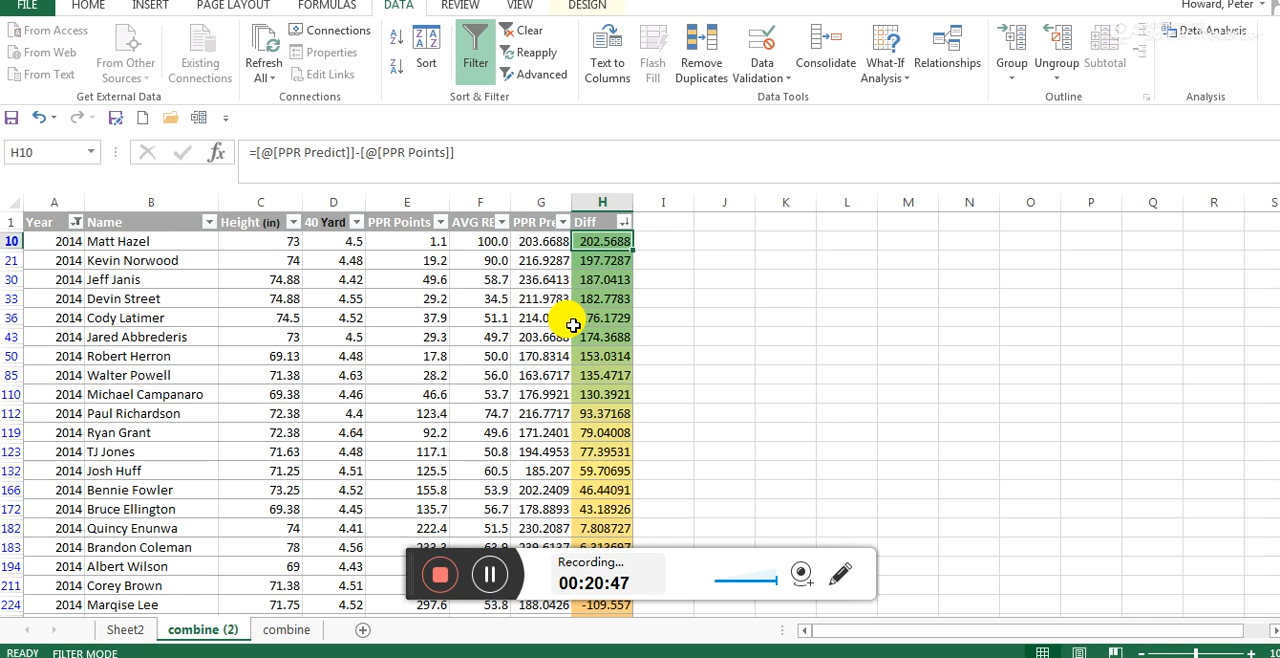 FILE HOME INSERT PAGE LAYOUT FORMULAS DATA REVIEW VIEW DESIGN Howard, Peter
From Access
From Web
From Text
From Other Sources
Existing Connections
Get External Data
Refresh All
Connections
Properties
Edit Links
Connections
Sort
Filter
Clear
Reapply
Advanced
Sort & Filter
Text to Columns
Flash Fill
Remove Duplicates
Data Validation
Consolidate
What-If Analysis
Relationships
Data Tools
Group
Ungroup
Subtotal
Outline
Data Analysis
Analysis
H10 fx =[@[PPR Predict]]-[@[PPR Points]]
A B C D E F G H I J K L M N O P Q R S
1 Year Name Height (in) 40 Yard PPR Points AVG RE PPR Pre Diff
10 2014 Matt Hazel 73 4.5 1.1 100.0 203.6688 202.5688
21 2014 Kevin Norwood 74 4.48 19.2 90.0 216.9287 197.7287
30 2014 Jeff Janis 74.88 4.42 49.6 58.7 236.6413 187.0413
33 2014 Devin Street 74.88 4.55 29.2 34.5 211.9783 182.7783
36 2014 Cody Latimer 74.5 4.52 37.9 51.1 214.0 76.1729
43 2014 Jared Abbrederis 73 4.5 29.3 49.7 203.668 174.3688
50 2014 Robert Herron 69.13 4.48 17.8 50.0 170.8314 153.0314
85 2014 Walter Powell 71.38 4.63 28.2 56.0 163.6717 135.4717
110 2014 Michael Campanaro 69.38 4.46 46.6 53.7 176.9921 130.3921
112 2014 Paul Richardson 72.38 4.4 123.4 74.7 216.7717 93.37168
119 2014 Ryan Grant 72.38 4.64 92.2 49.6 171.2401 79.04008
123 2014 TJ Jones 71.63 4.48 117.1 50.8 194.4953 77.39531
132 2014 Josh Huff 71.25 4.51 125.5 60.5 185.207 59.70695
166 2014 Bennie Fowler 73.25 4.52 155.8 53.9 202.2409 46.44091
172 2014 Bruce Ellington 69.38 4.45 135.7 56.7 178.8893 43.18926
182 2014 Quincy Enunwa 74 4.41 222.4 51.5 230.2087 7.808727
183 2014 Brandon Coleman 78 4.56
194 2014 Albert Wilson 69 4.43
211 2014 Corey Brown 71.38 4.51
224 2014 Marqise Lee 71.75 4.52 297.6 53.8 188.0426 -109.557
Recording...
00:20:47
Sheet2 combine (2) combine
READY FILTER MODE